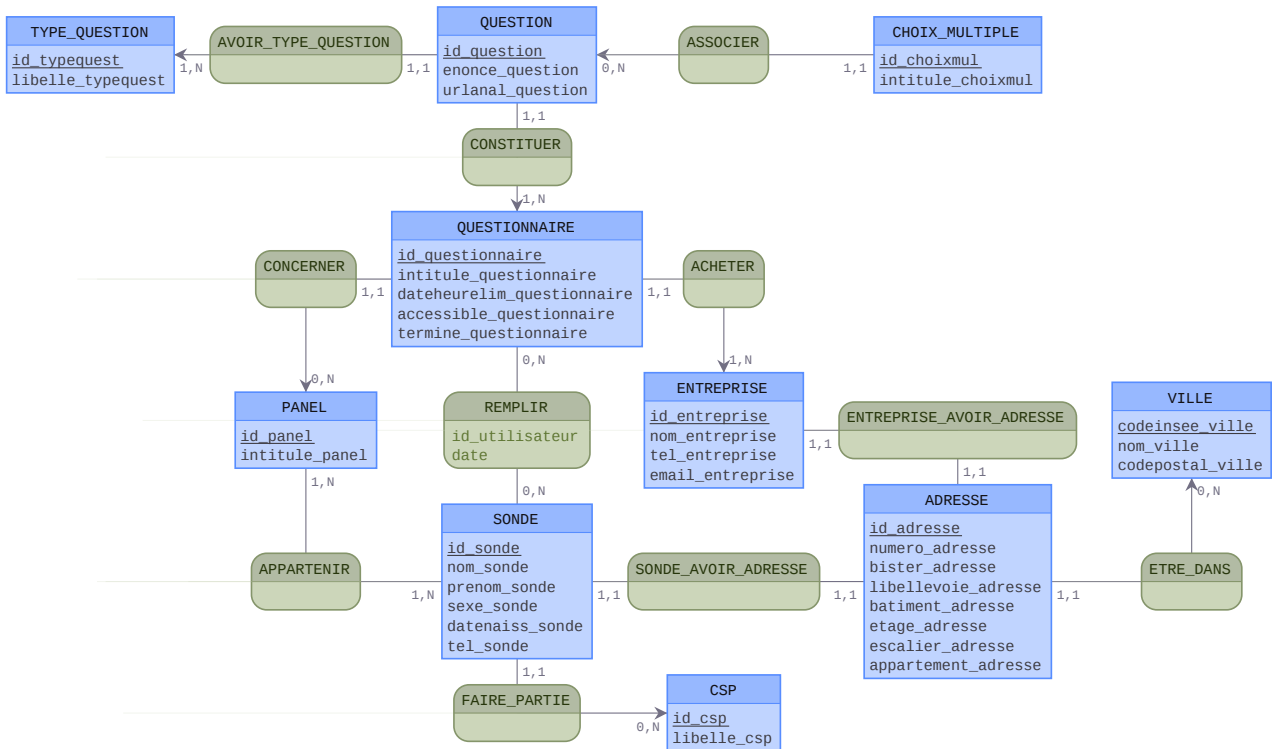 TYPE_QUESTION
id_typequest
libelle_typequest
1,N
AVOIR_TYPE_QUESTION
1,1
QUESTION
id_question
enonce_question
urlanal_question
0,N
ASSOCIER
1,1
CHOIX_MULTIPLE
id_choixmul
intitule_choixmul
1,1
CONSTITUER
1,N
QUESTIONNAIRE
id_questionnaire
intitule_questionnaire
dateheurelim_questionnaire
accessible_questionnaire
termine_questionnaire
CONCERNER
1,1
ACHETER
1,1
0,N
0,N
1,N
PANEL
id_panel
intitule_panel
1,N
REMPLIR
id_utilisateur
date
0,N
ENTREPRISE
id_entreprise
nom_entreprise
tel_entreprise
email_entreprise
1,1
ENTREPRISE_AVOIR_ADRESSE
1,1
VILLE
codeinsee_ville
nom_ville
codepostal_ville
0,N
APPARTENIR
1,N
SONDE
id_sonde
nom_sonde
prenom_sonde
sexe_sonde
datenaiss_sonde
tel_sonde
1,1
SONDE_AVOIR_ADRESSE
1,1
ADRESSE
id_adresse
numero_adresse
bister_adresse
libellevoie_adresse
batiment_adresse
etage_adresse
escalier_adresse
appartement_adresse
1,1
ETRE_DANS
1,1
FAIRE_PARTIE
0,N
CSP
id_csp
libelle_csp